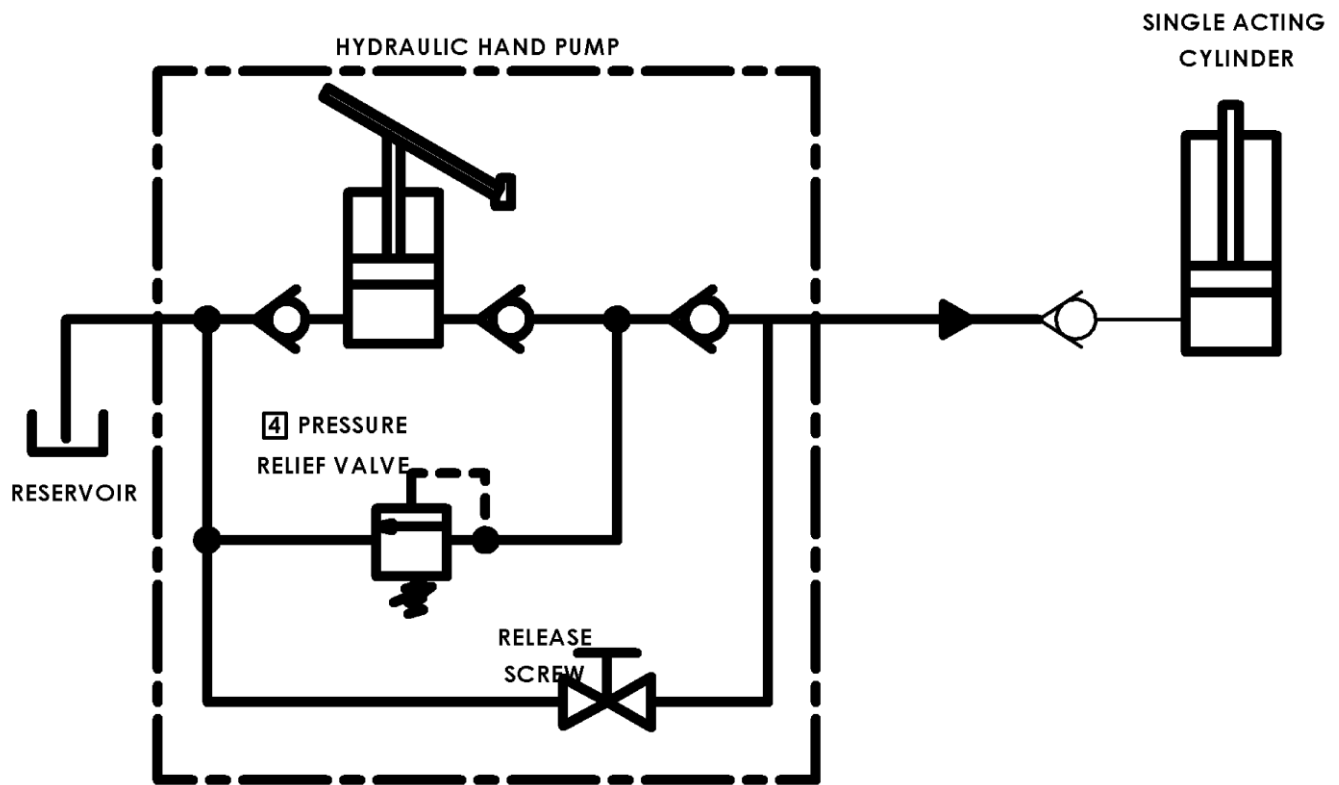 SINGLE ACTING
CYLINDER
HYDRAULIC HAND PUMP
4 PRESSURE
RELIEF VALVE
RESERVOIR
RELEASE
SCREW